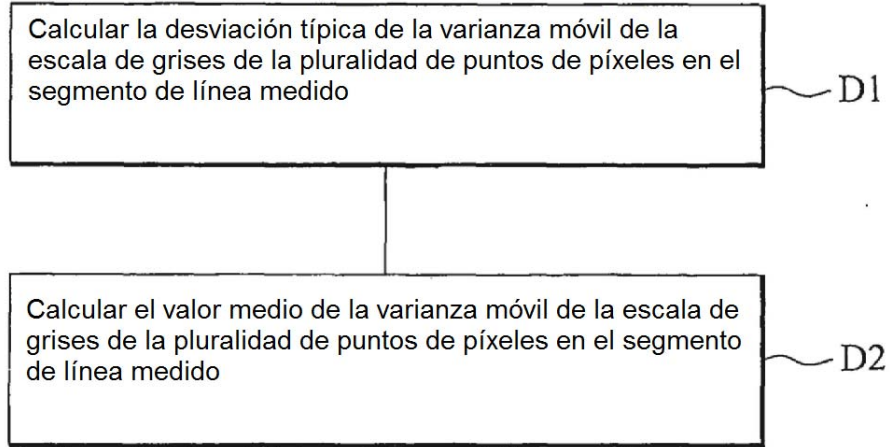 Calcular la desviación típica de la varianza móvil de la
escala de grises de la pluralidad de puntos de píxeles en el
segmento de línea medido
D1
Calcular el valor medio de la varianza móvil de la escala de
grises de la pluralidad de puntos de píxeles en el segmento
de línea medido
D2